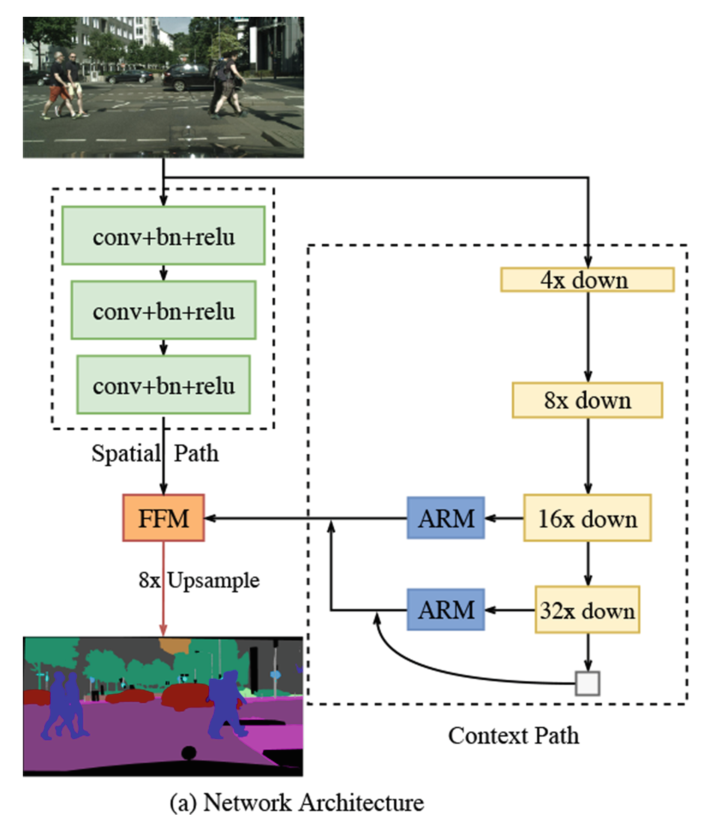 conv+bn+relu
conv+bn+relu
conv+bn+relu
Spatial Path
4x down
8x down
FFM
ARM
16x down
8x Upsample
ARM
32x down
Context Path
(a) Network Architecture